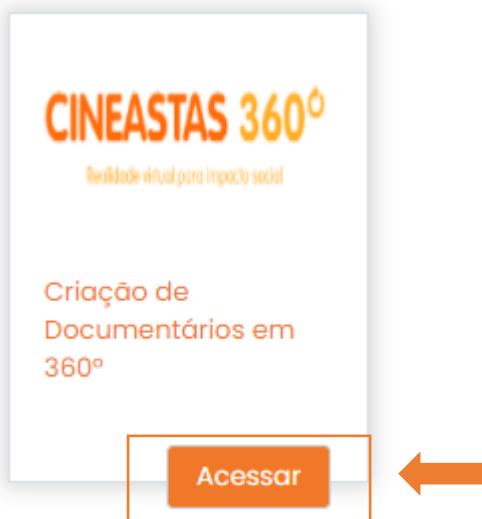 CINEASTAS 360º
Realidade virtual para impacto social
Criação de
Documentários em
360º
Acessar